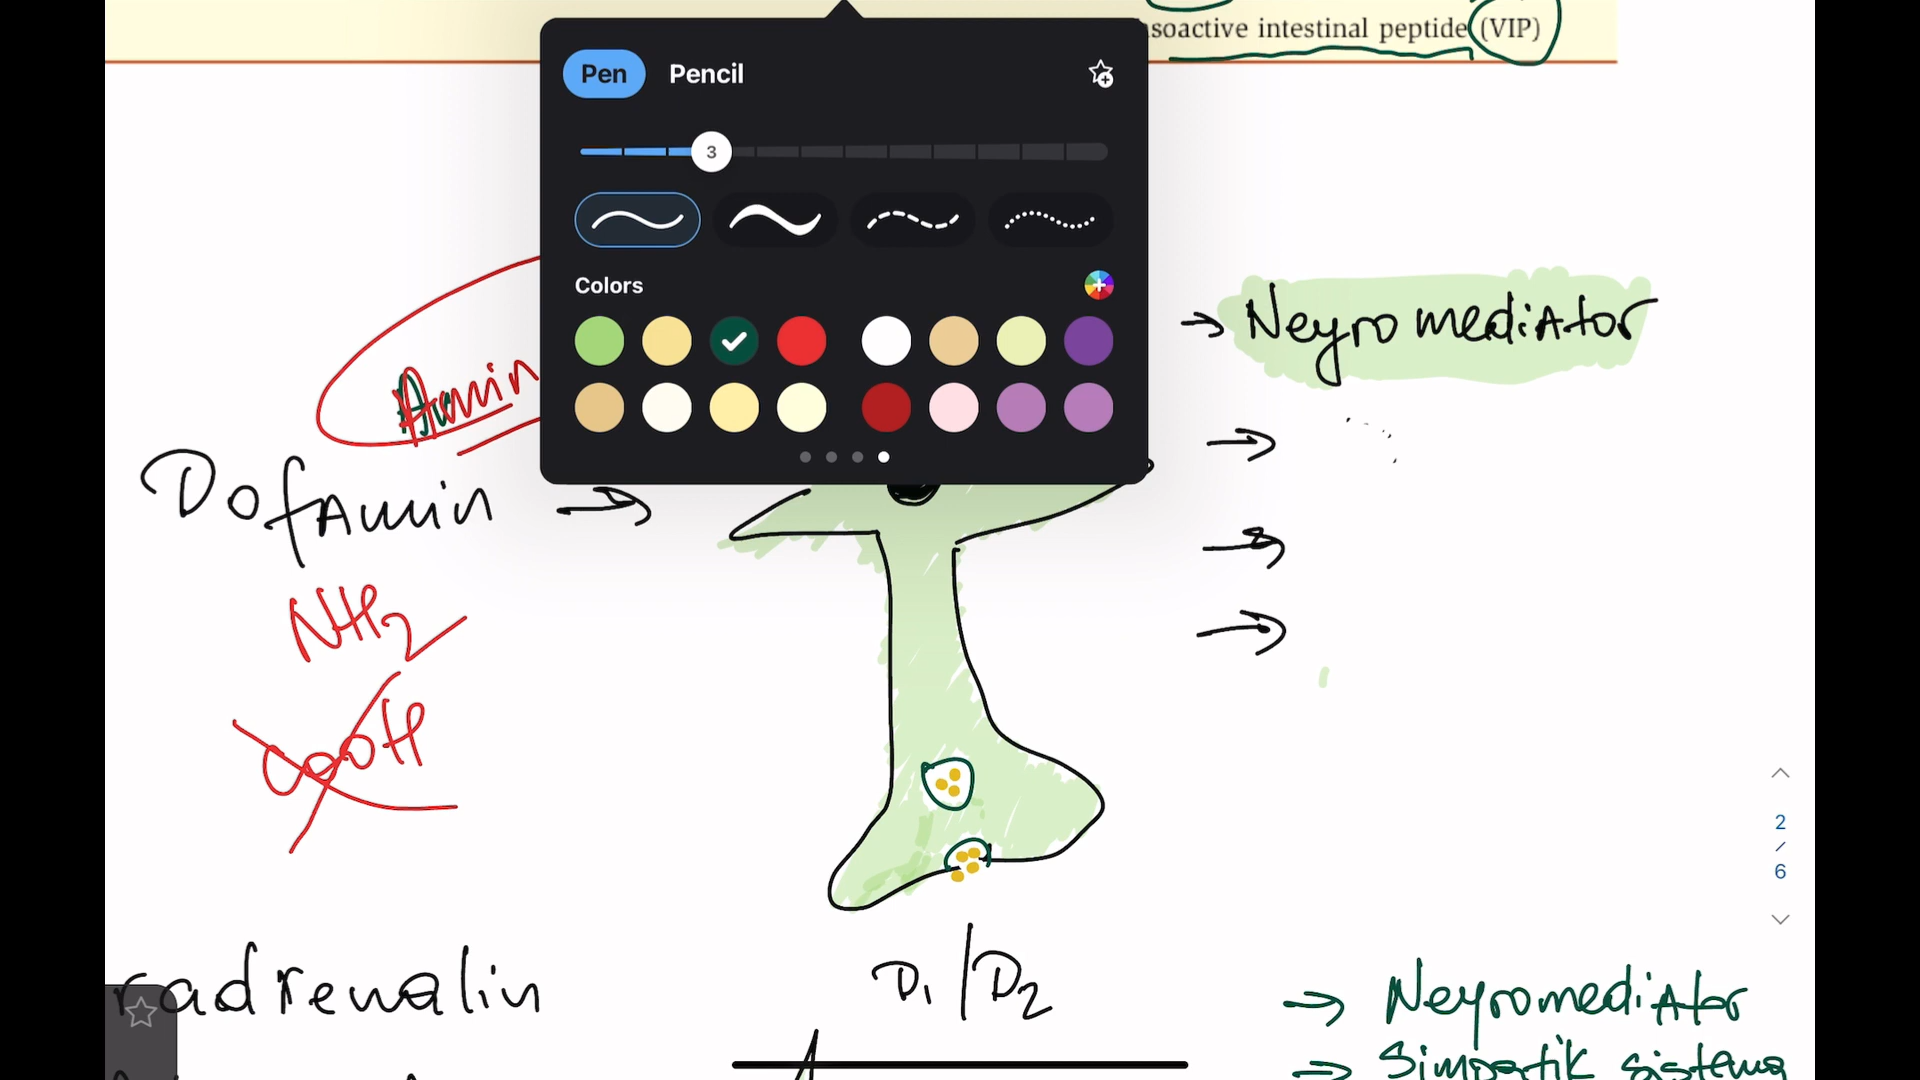 soactive intestinal peptide (VIP)
Pen Pencil
3
Colors
→ Neyromediator
Amin
Dofamin →
NH2
COOH
2
/
6
radrenalin
D1/D2
→ Neyromediator
→ Simpatik sistema